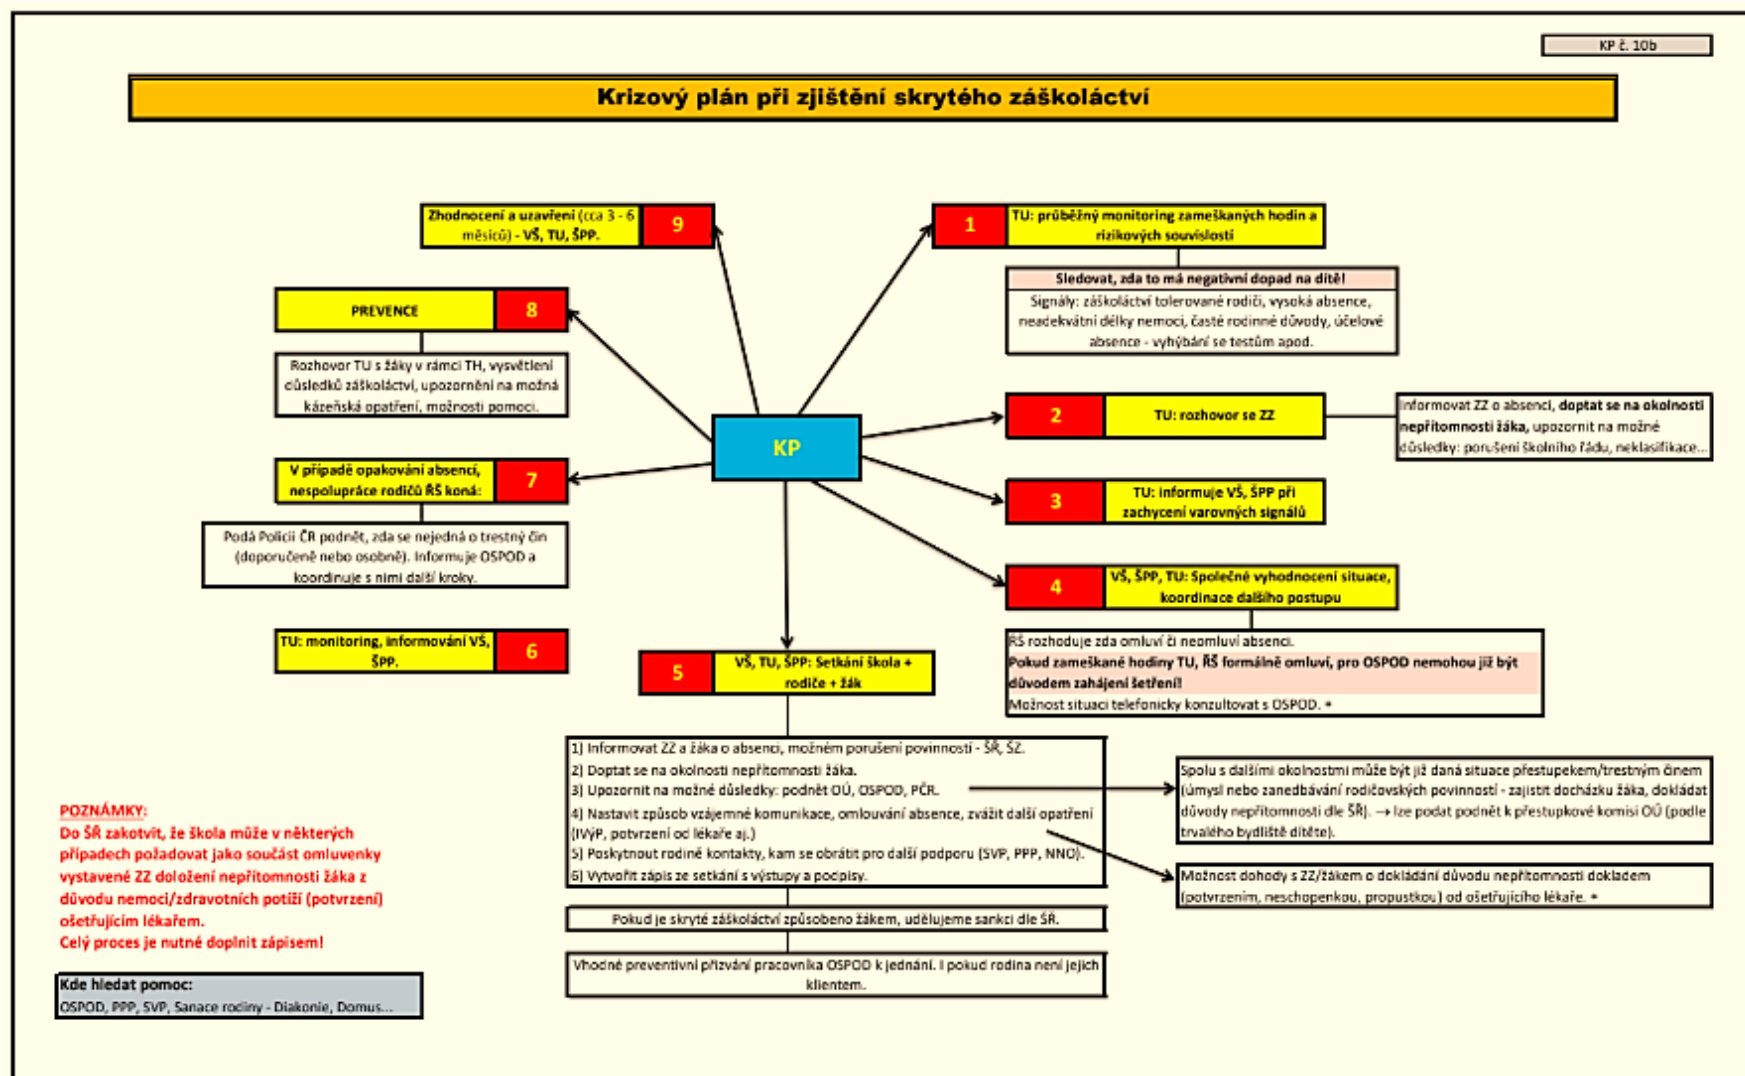 KP č. 10b
Krizový plán při zjištění skrytého záškoláctví
Zhodnocení a uzavření (cca 3 - 6
měsíců) - VŠ, TU, ŠPP.
9
1
TU: průběžný monitoring zameškaných hodin a
rizikových souvislostí
Sledovat, zda to má negativní dopad na dítě!
Signály: záškoláctví tolerované rodiči, vysoká absence,
neadekvátní délky nemoci, časté rodinné důvody, účelové
absence - vyhýbání se testům apod.
PREVENCE
8
Rozhovor TU s žáky v rámci TH, vysvětlení
důsledků záškoláctví, upozornění na možná
kázeňská opatření, možnosti pomoci.
KP
2
TU: rozhovor se ZZ
Informovat ZZ o absenci, doptat se na okolnosti
nepřítomnosti žáka, upozornit na možné
důsledky: porušení školního řádu, neklasifikace...
V případě opakování absencí,
nespolupráce rodičů ŘŠ koná:
7
Podá Policii ČR podnět, zda se nejedná o trestný čin
(doporučeně nebo osobně). Informuje OSPOD a
koordinuje s nimi další kroky.
3
TU: informuje VŠ, ŠPP při
zachycení varovných signálů
4
VŠ, ŠPP, TU: Společné vyhodnocení situace,
koordinace dalšího postupu
ŘŠ rozhoduje zda omluví či neomluví absenci.
Pokud zameškané hodiny TU, ŘŠ formálně omluví, pro OSPOD nemohou již být
důvodem zahájení šetření!
Možnost situaci telefonicky konzultovat s OSPOD. *
TU: monitoring, informování VŠ,
ŠPP.
6
5
VŠ, TU, ŠPP: Setkání škola +
rodiče + žák
1) Informovat ZZ a žáka o absenci, možném porušení povinností - ŠŘ, ŠZ.
2) Doptat se na okolnosti nepřítomnosti žáka.
3) Upozornit na možné důsledky: podnět OÚ, OSPOD, PČR.
4) Nastavit způsob vzájemné komunikace, omlouvání absence, zvážit další opatření
(IVýP, potvrzení od lékaře aj.)
5) Poskytnout rodině kontakty, kam se obrátit pro další podporu (SVP, PPP, NNO).
6) Vytvořit zápis ze setkání s výstupy a podpisy.
Pokud je skryté záškoláctví způsobeno žákem, udělujeme sankci dle ŠŘ.
Vhodné preventivní přizvání pracovníka OSPOD k jednání. I pokud rodina není jejich
klientem.
Spolu s dalšími okolnostmi může být již daná situace přestupekem/trestným činem
(úmysl nebo zanedbávání rodičovských povinností - zajistit docházku žáka, dokládat
důvody nepřítomnosti dle ŠŘ). → lze podat podnět k přestupkové komisi OÚ (podle
trvalého bydliště dítěte).
Možnost dohody s ZZ/žákem o dokládání důvodu nepřítomnosti dokladem
(potvrzením, neschopenkou, propustkou) od ošetřujícího lékaře. *
POZNÁMKY:
Do ŠŘ zakotvit, že škola může v některých
případech požadovat jako součást omluvenky
vystavené ZZ doložení nepřítomnosti žáka z
důvodu nemoci/zdravotních potíží (potvrzení)
ošetřujícím lékařem.
Celý proces je nutné doplnit zápisem!
Kde hledat pomoc:
OSPOD, PPP, SVP, Sanace rodiny - Diakonie, Domus...